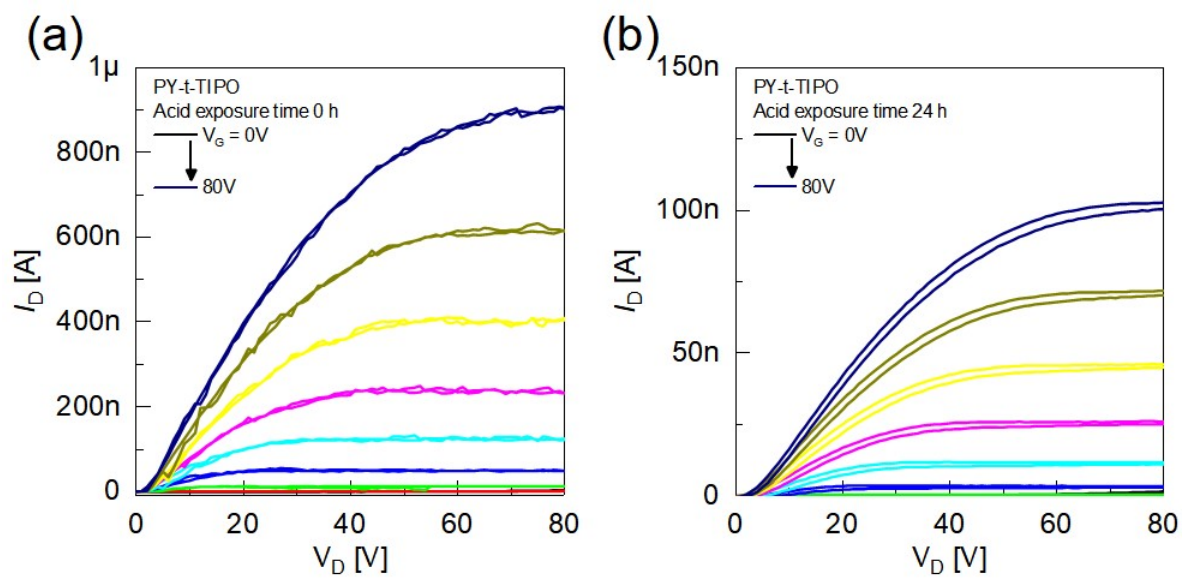 (a)
1µ
800n
600n
400n
200n
0
I_D [A]
PY-t-TIPO
Acid exposure time 0 h
V_G = 0V
80V
0 20 40 60 80
V_D [V]
(b)
150n
100n
50n
0
I_D [A]
PY-t-TIPO
Acid exposure time 24 h
V_G = 0V
80V
0 20 40 60 80
V_D [V]